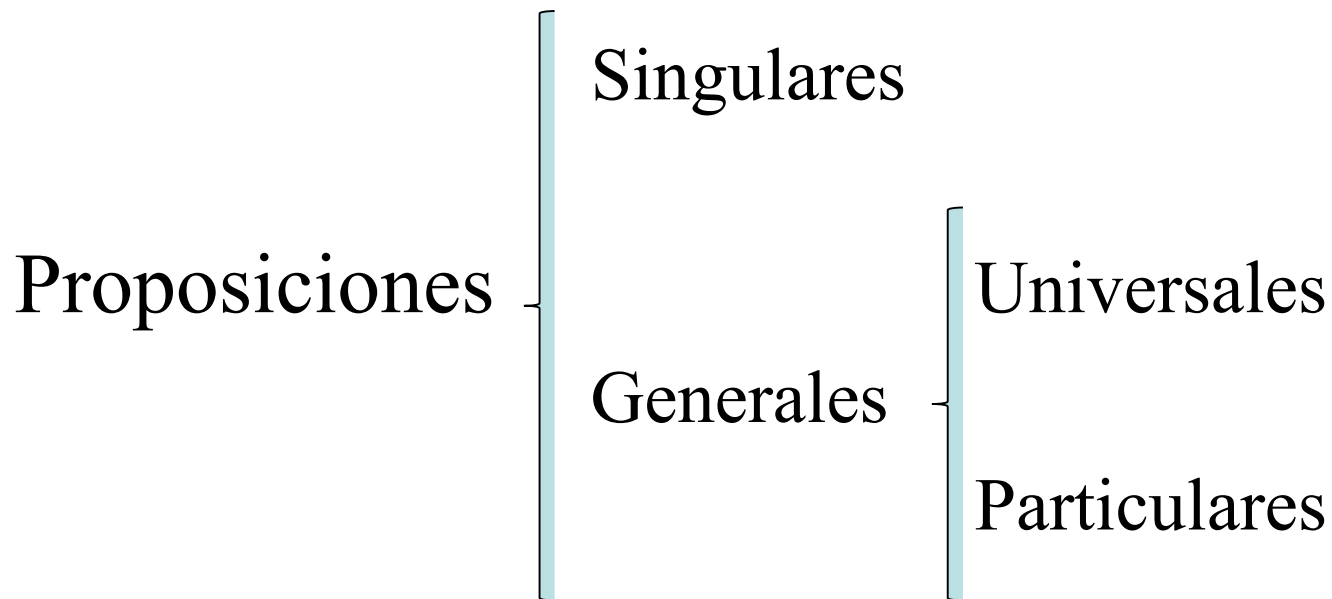 Singulares
Proposiciones
Universales
Generales
Particulares